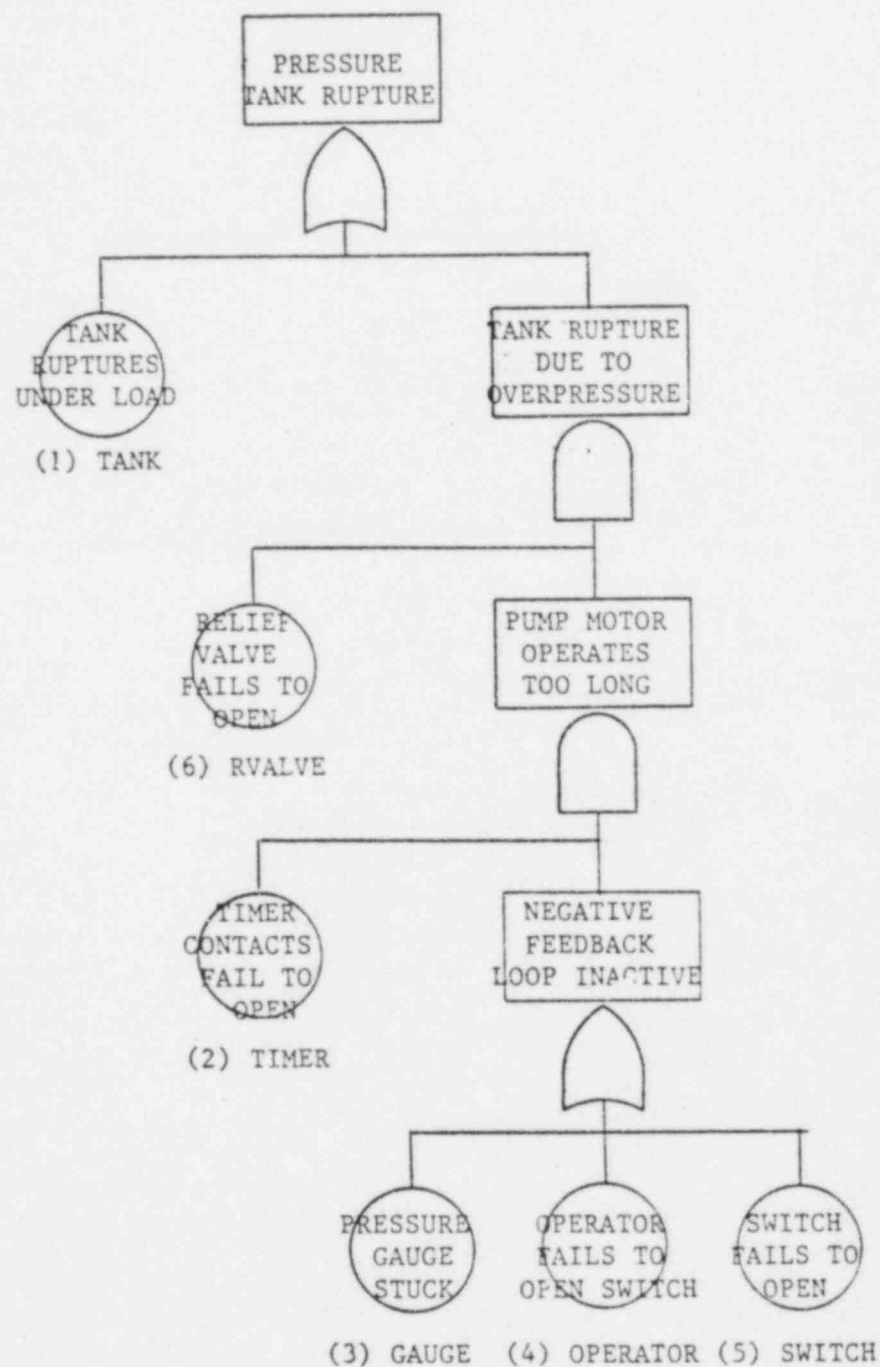 PRESSURE
TANK RUPTURE
TANK
RUPTURES
UNDER LOAD
(1) TANK
TANK RUPTURE
DUE TO
OVERPRESSURE
RELIEF
VALVE
FAILS TO
OPEN
(6) RVALVE
PUMP MOTOR
OPERATES
TOO LONG
TIMER
CONTACTS
FAIL TO
OPEN
(2) TIMER
NEGATIVE
FEEDBACK
LOOP INACTIVE
PRESSURE
GAUGE
STUCK
(3) GAUGE
OPERATOR
FAILS TO
OPEN SWITCH
(4) OPERATOR
SWITCH
FAILS TO
OPEN
(5) SWITCH